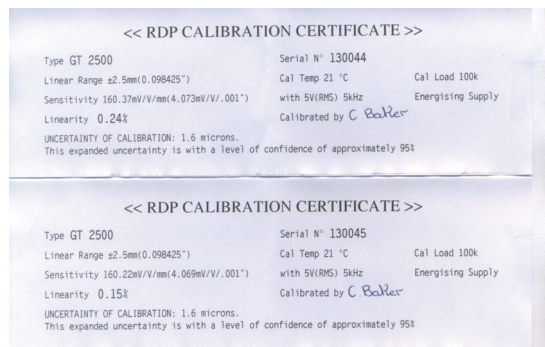 << RDP CALIBRATION CERTIFICATE >>
Type GT 2500 Serial N° 130044
Linear Range ±2.5mm(0.098425") Cal Temp 21 °C Cal Load 100k
Sensitivity 160.37mV/V/mm(4.073mV/V/.001") with 5V(RMS) 5kHz Energising Supply
Linearity 0.24% Calibrated by C. Baker
UNCERTAINTY OF CALIBRATION: 1.6 microns.
This expanded uncertainty is with a level of confidence of approximately 95%
<< RDP CALIBRATION CERTIFICATE >>
Type GT 2500 Serial N° 130045
Linear Range ±2.5mm(0.098425") Cal Temp 21 °C Cal Load 100k
Sensitivity 160.22mV/V/mm(4.069mV/V/.001") with 5V(RMS) 5kHz Energising Supply
Linearity 0.15% Calibrated by C. Baker
UNCERTAINTY OF CALIBRATION: 1.6 microns.
This expanded uncertainty is with a level of confidence of approximately 95%